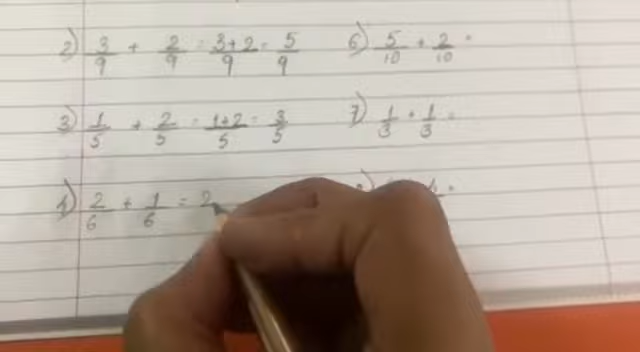 2) 3/9 + 2/9 = 3+2/9 = 5/9
3) 1/5 + 2/5 = 1+2/5 = 3/5
4) 2/6 + 1/6 = 2
6) 5/10 + 2/10 =
7) 1/3 + 1/3 =